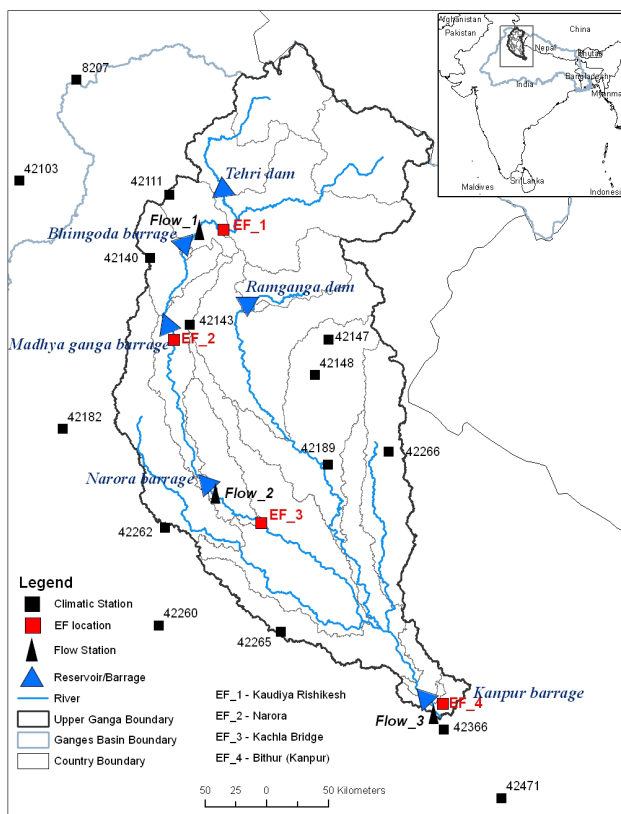 Afghanistan
Pakistan
China
Nepal
Bhutan
India
Bangladesh
Myanma
Maldives
Sri Lanka
Indones
8207
42103
42111
Tehri dam
Flow_1
EF_1
Bhimgoda barrage
42140
Ramganga dam
42143
42147
Madhya ganga barrage
EF_2
42148
42182
42189
42266
Narora barrage
Flow_2
EF_3
42262
Legend
Climatic Station
EF location
Flow Station
Reservoir/Barrage
River
Upper Ganga Boundary
Ganges Basin Boundary
Country Boundary
42260
42265
EF_1 - Kaudiya Rishikesh
EF_2 - Narora
EF_3 - Kachla Bridge
EF_4 - Bithur (Kanpur)
Kanpur barrage
EF_4
Flow_3
42366
42471
50 25 0 50 Kilometers